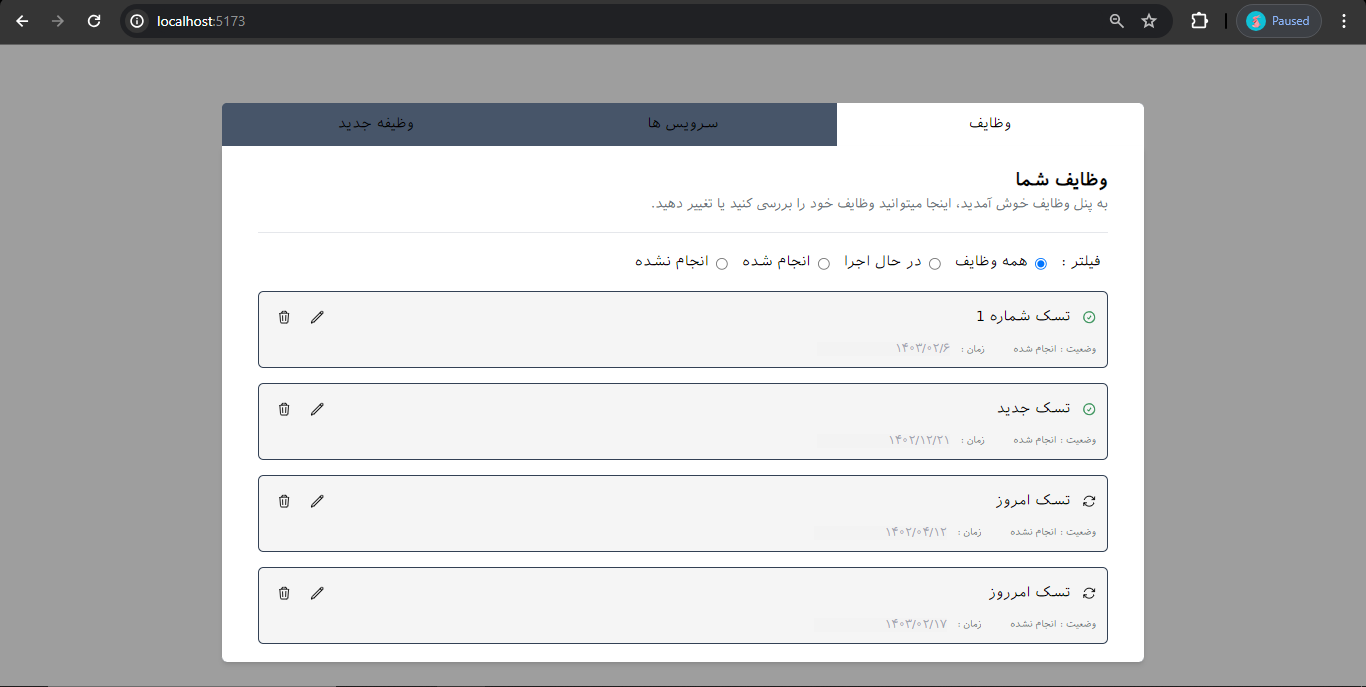 localhost:5173
Paused
وظایف سرویس ها وظیفه جدید
وظایف شما
به پنل وظایف خوش آمدید، اینجا میتوانید وظایف خود را بررسی کنید یا تغییر دهید.
فیلتر : همه وظایف در حال اجرا انجام شده انجام نشده
تسک شماره 1
وضعیت : انجام شده زمان : ۱۴۰۳/۰۲/۶
تسک جدید
وضعیت : انجام شده زمان : ۱۴۰۲/۱۲/۲۱
تسک امروز
وضعیت : انجام نشده زمان : ۱۴۰۲/۰۴/۱۲
تسک امرروز
وضعیت : انجام نشده زمان : ۱۴۰۳/۰۲/۱۷